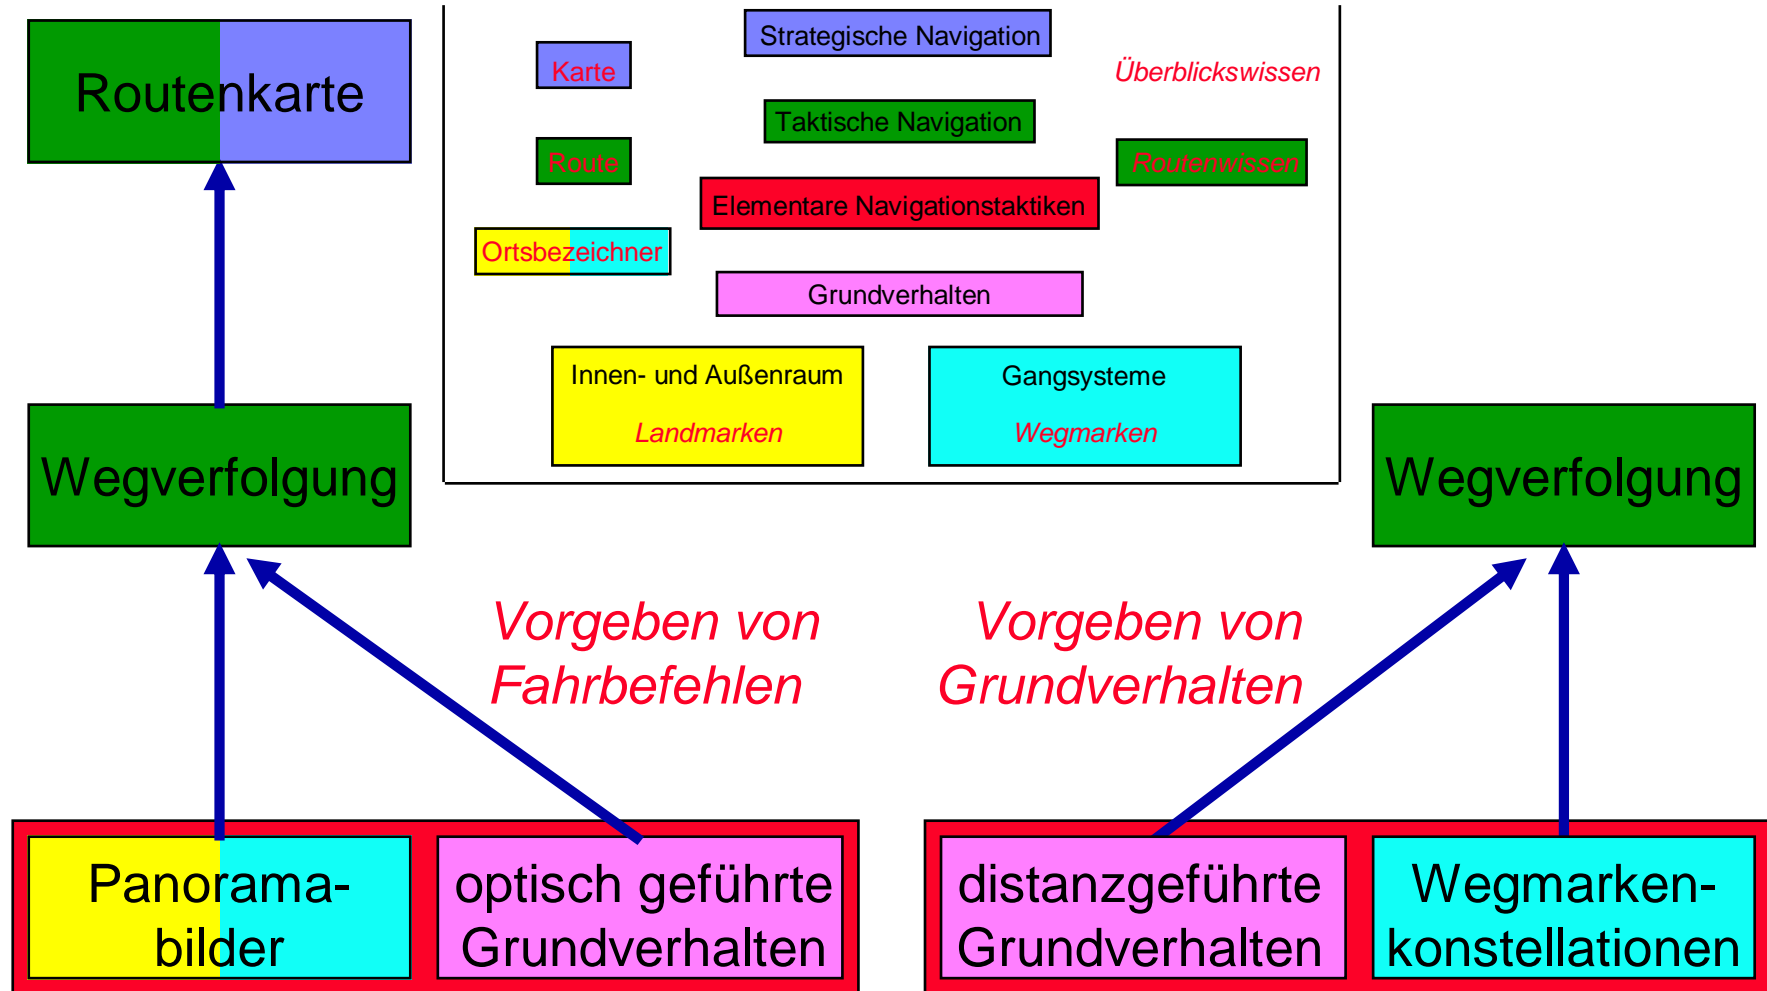 Routenkarte
Strategische Navigation
Karte
Überblickswissen
Taktische Navigation
Route
Routenwissen
Elementare Navigationstaktiken
Ortsbezeichner
Grundverhalten
Innen- und Außenraum
Landmarken
Gangsysteme
Wegmarken
Wegverfolgung
Wegverfolgung
Vorgeben von
Fahrbefehlen
Vorgeben von
Grundverhalten
Panorama-
bilder
optisch geführte
Grundverhalten
distanzgeführte
Grundverhalten
Wegmarken-
konstellationen